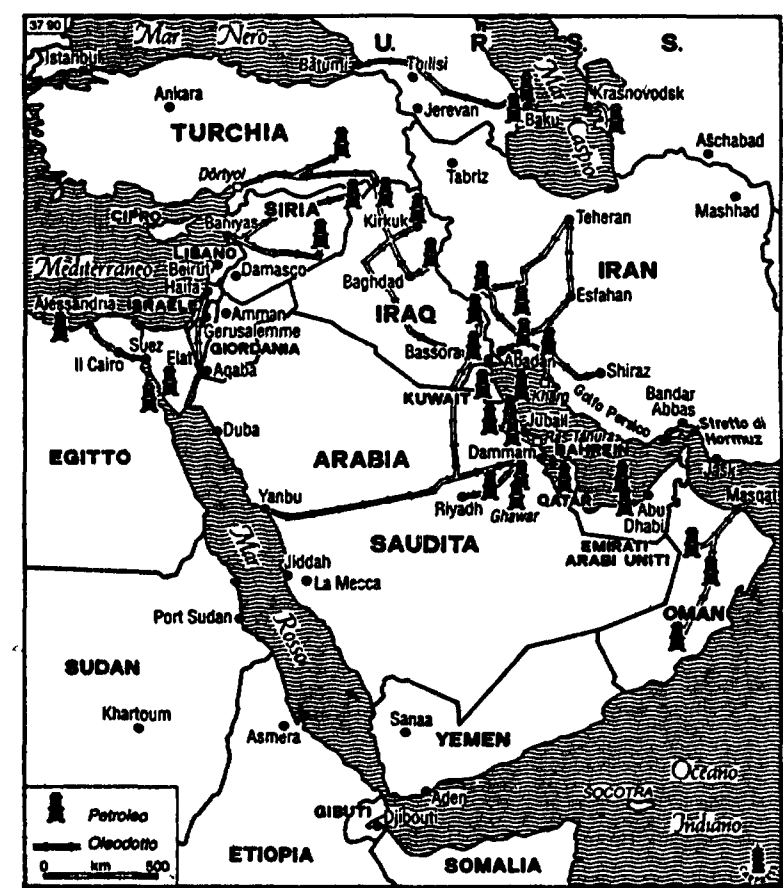 37 90
Mar Nero
U. R. S. S.
Istanbul
Batumi
Tbilisi
Mar Caspio
Krasnovodsk
Ankara
Jerevan
Baku
TURCHIA
Aschabad
Dörtyol
Tabriz
Mashhad
CIPRO
Baniyas
SIRIA
Kirkuk
Teheran
LIBANO
Mediterraneo
Beirut
Damasco
Baghdad
IRAN
Haifa
Esfahan
Alessandria
ISRAELE
Amman
IRAQ
Gerusalemme
Suez
GIORDANIA
Bassora
Abadan
Il Cairo
Elat
Aqaba
Shiraz
KUWAIT
Kharg
Golfo Persico
Bandar Abbas
Stretto di Hormuz
Jubail
Duba
Ras Tanura
EGITTO
ARABIA
Dammam
BAHREIN
Jask
Yanbu
Riyadh
Ghawar
QATAR
Abu Dhabi
Masqat
SAUDITA
EMIRATI
ARABI UNITI
Mar Rosso
Jiddah
La Mecca
Port Sudan
OMAN
SUDAN
Khartoum
Asmera
Sanaa
YEMEN
Oceano
Indiano
SOCOTRA
Aden
GIBUTI
Djibouti
ETIOPIA
SOMALIA
Petrolio
Oleodotto
0 km 500